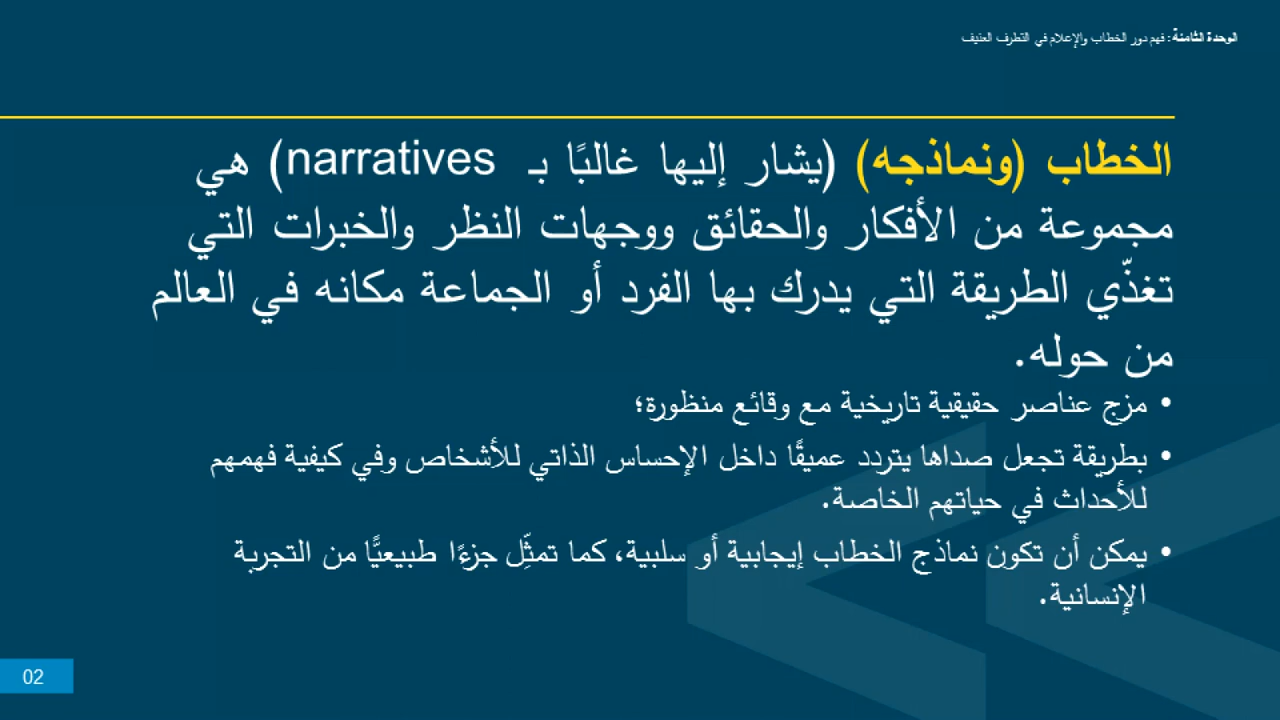 الوحدة الثامنة: فهم دور الخطاب والإعلام في التطرف العنيف
الخطاب (ونماذجه) (يشار إليها غالبًا بـ narratives) هي
مجموعة من الأفكار والحقائق ووجهات النظر والخبرات التي
تغذّي الطريقة التي يدرك بها الفرد أو الجماعة مكانه في العالم
من حوله.
• مزج عناصر حقيقية تاريخية مع وقائع منظورة؛
• بطريقة تجعل صداها يتردد عميقًا داخل الإحساس الذاتي للأشخاص وفي كيفية فهمهم
للأحداث في حياتهم الخاصة.
• يمكن أن تكون نماذج الخطاب إيجابية أو سلبية، كما تمثّل جزءًا طبيعيًّا من التجربة
الإنسانية.
02